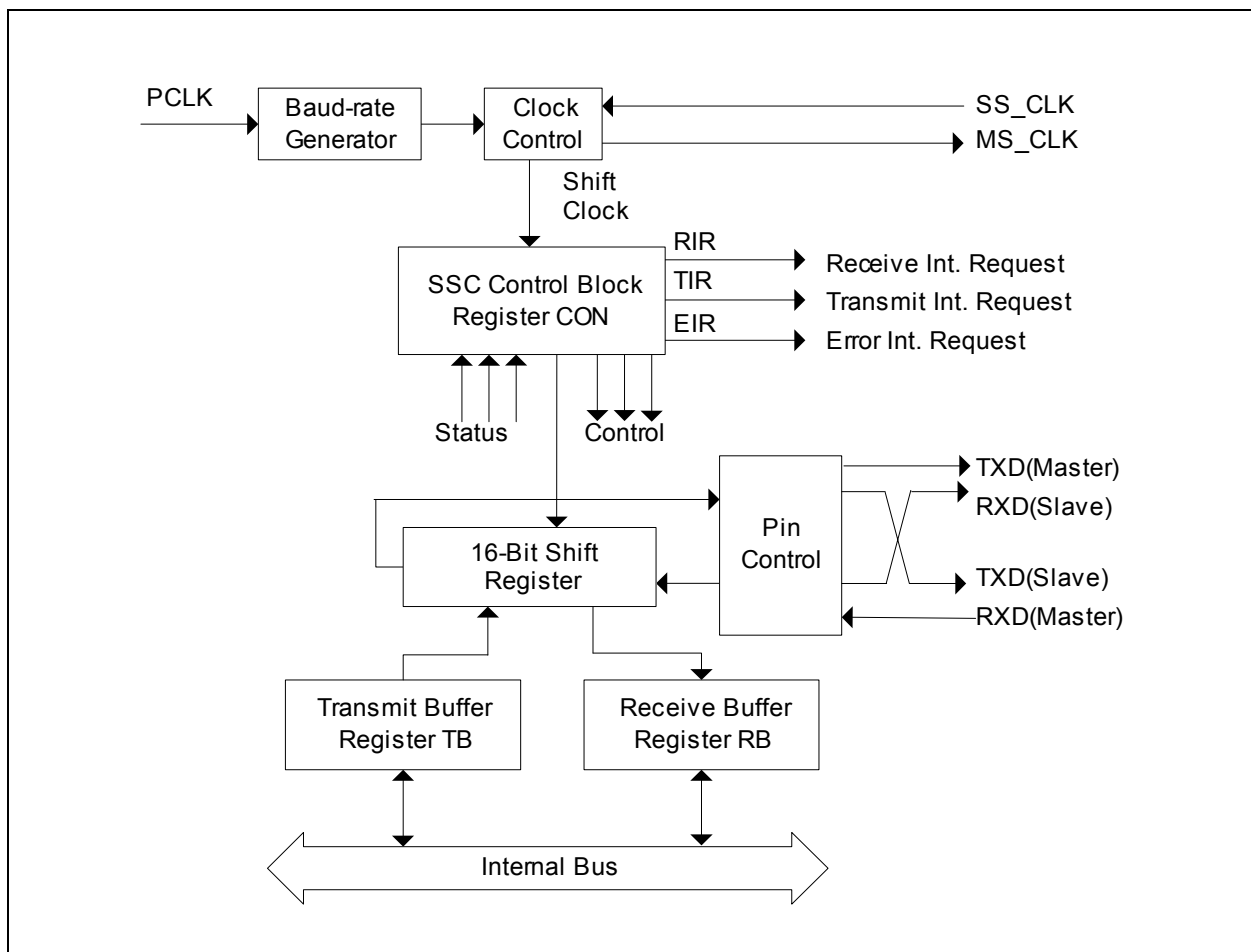 PCLK
Baud-rate
Generator
Clock
Control
SS_CLK
MS_CLK
Shift
Clock
SSC Control Block
Register CON
RIR
TIR
EIR
Receive Int. Request
Transmit Int. Request
Error Int. Request
Status
Control
16-Bit Shift
Register
Pin
Control
TXD(Master)
RXD(Slave)
TXD(Slave)
RXD(Master)
Transmit Buffer
Register TB
Receive Buffer
Register RB
Internal Bus